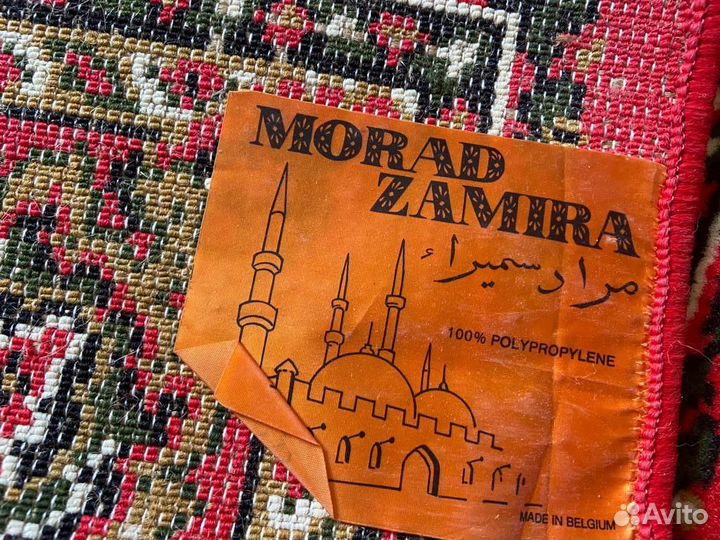 MORAD
ZAMIRA
مراد سميراء
100% POLYPROPYLENE
MADE IN BELGIUM
Avito